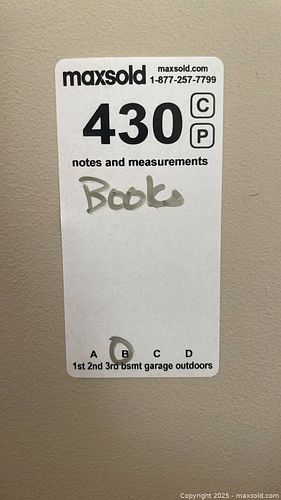 maxsold maxsold.com
1-877-257-7799
430 C
P
notes and measurements
Books
A B C D
1st 2nd 3rd bsmt garage outdoors
Copyright © 2025 - maxsold.com